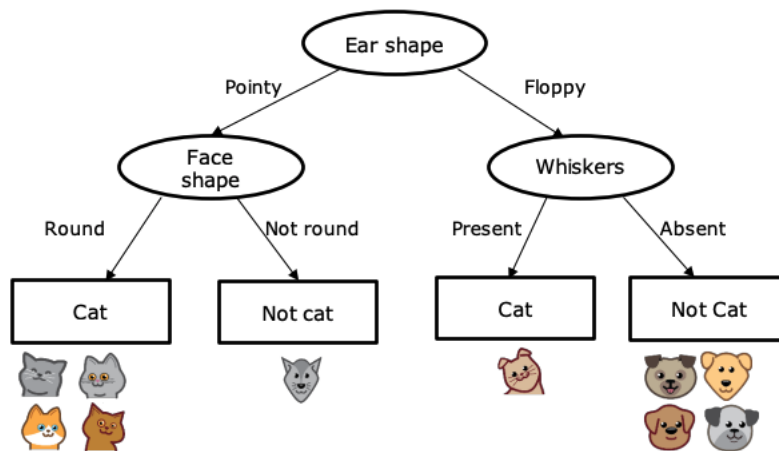 Ear shape
Pointy
Floppy
Face
shape
Whiskers
Round
Not round
Present
Absent
Cat
Not cat
Cat
Not Cat